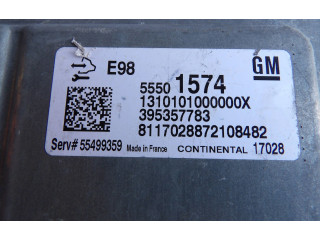 E98
GM
5550 1574
1310101000000X
395357783
8117028872108482
Serv# 55499359 Made in France CONTINENTAL 17028